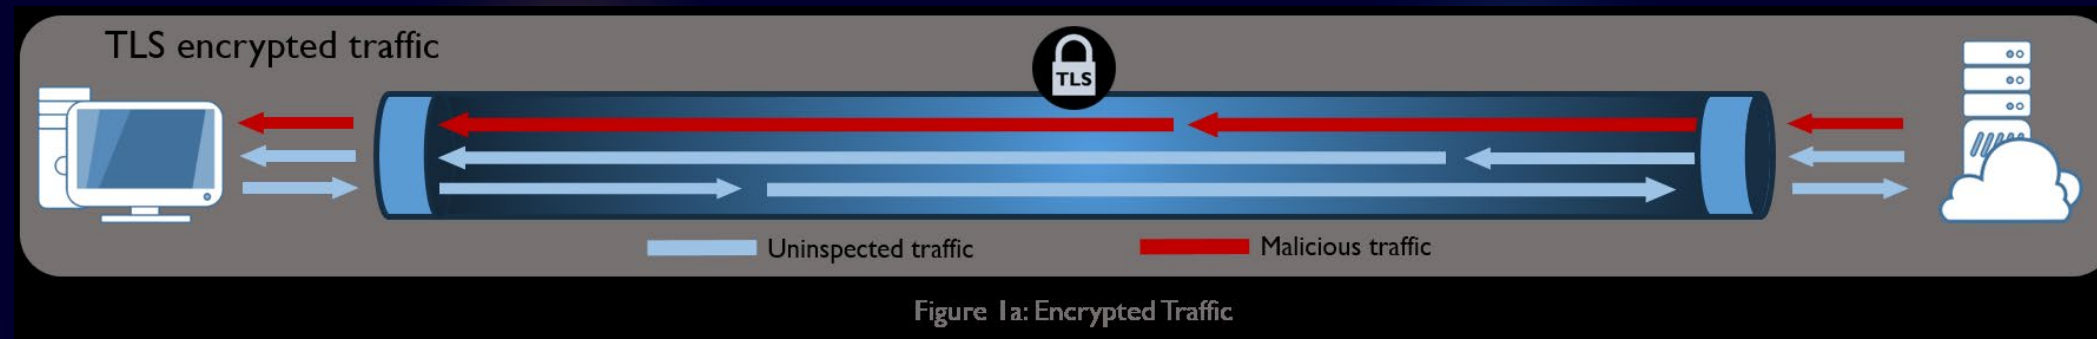 TLS encrypted traffic
TLS
Uninspected traffic
Malicious traffic
Figure 1a: Encrypted Traffic